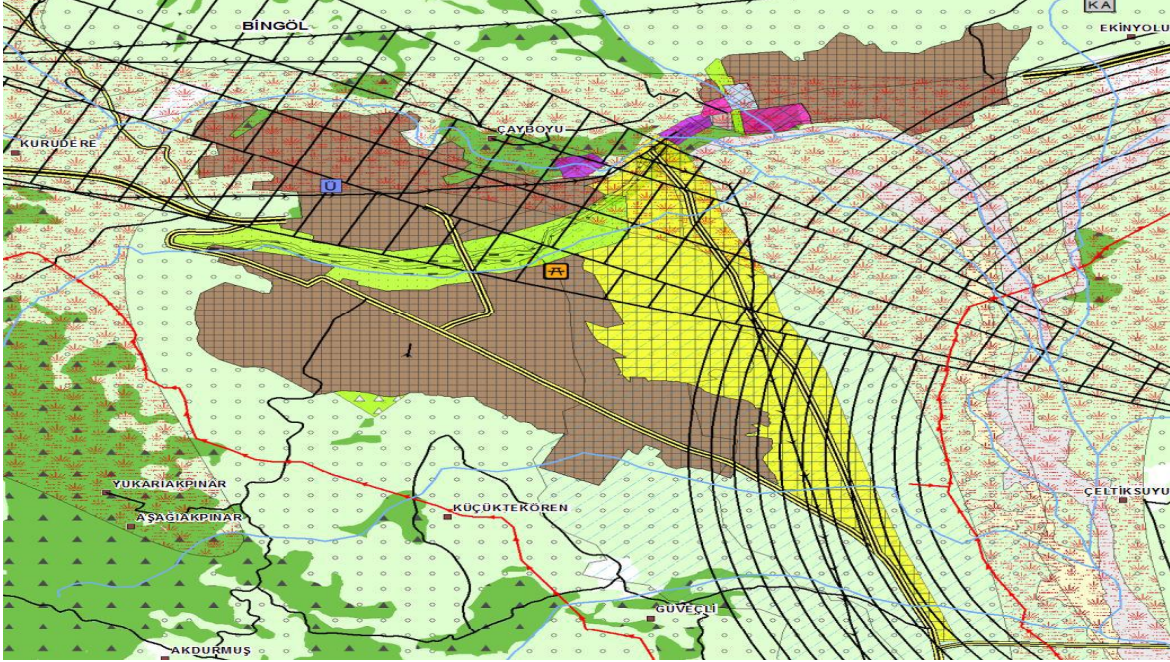 KA
BİNGÖL
EKİNYOLU
ÇAYBOYU
KURUDERE
Ü
YUKARIAKPINAR
ÇELTİKSUYU
KÜÇÜKTEKÖREN
AŞAĞIAKPINAR
GÜVEÇLİ
AKDURMUŞ